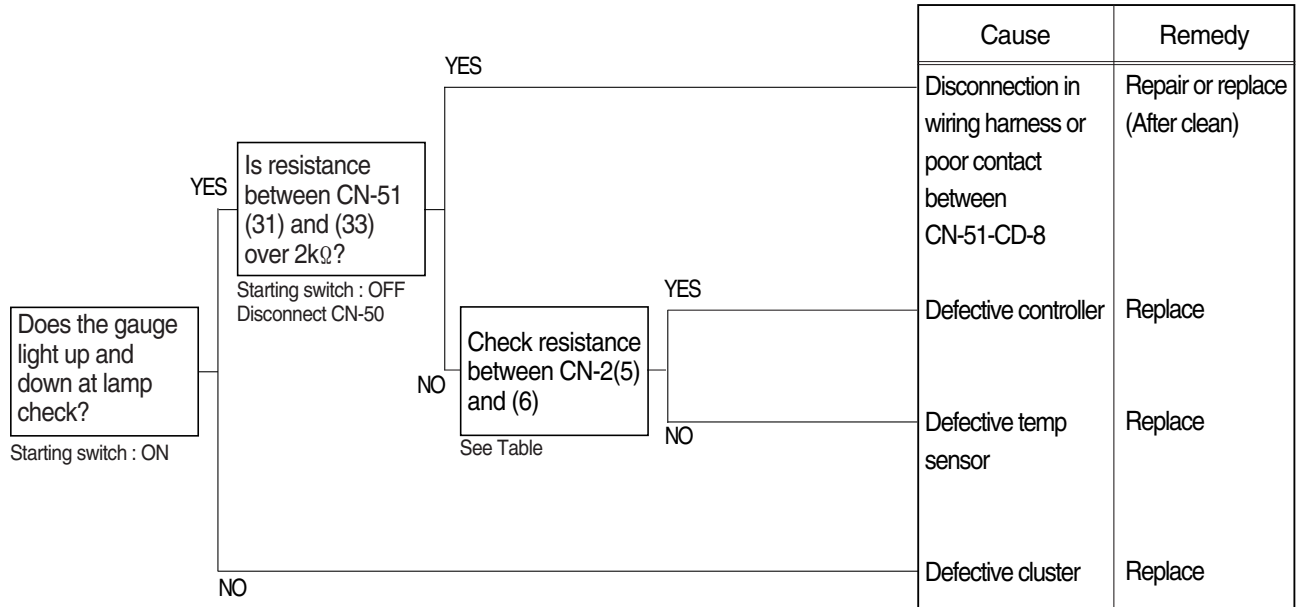 Cause
Remedy
YES
Disconnection in
wiring harness or
poor contact
between
CN-51-CD-8
Repair or replace
(After clean)
YES
Is resistance
between CN-51
(31) and (33)
over 2kΩ?
Starting switch : OFF
Disconnect CN-50
YES
Defective controller
Replace
Does the gauge
light up and
down at lamp
check?
Starting switch : ON
NO
Check resistance
between CN-2(5)
and (6)
See Table
NO
Defective temp
sensor
Replace
NO
Defective cluster
Replace